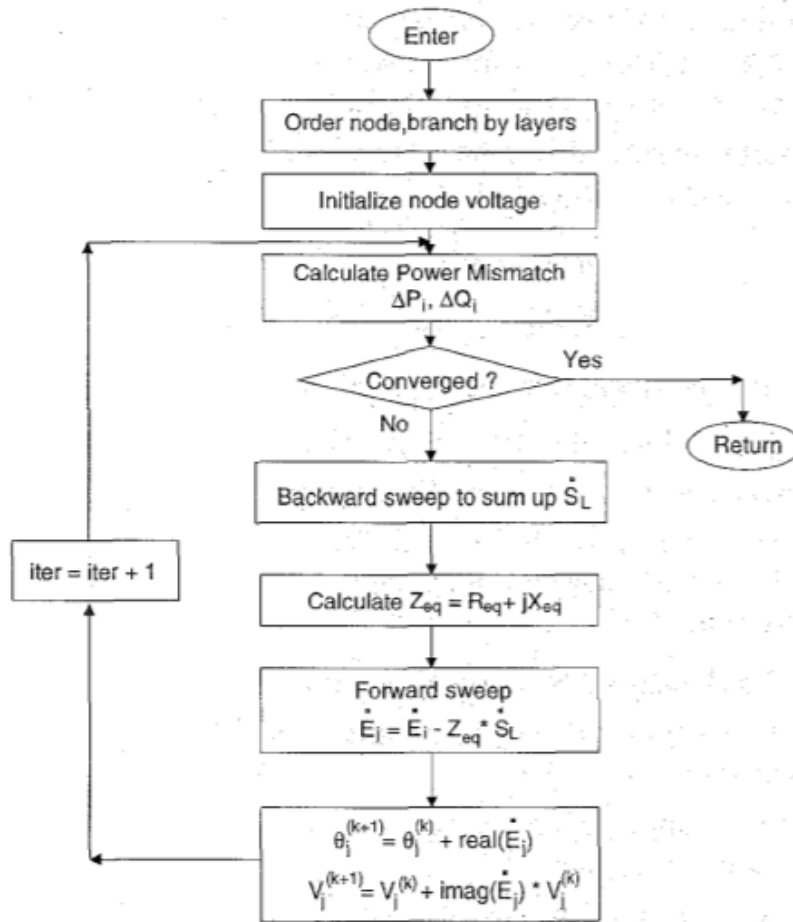 Enter
Order node,branch by layers
Initialize node voltage
Calculate Power Mismatch
ΔPᵢ, ΔQᵢ
Converged ?
Yes
No
Return
Backward sweep to sum up Ṡ_L
iter = iter + 1
Calculate Z_eq = R_eq+ jX_eq
Forward sweep
Ė_j = Ė_i - Z_eq* Ṡ_L
θ_j^(k+1)= θ_j^(k) + real(Ė_j)
V_j^(k+1)= V_j^(k) + imag(Ė_j) * V_j^(k)